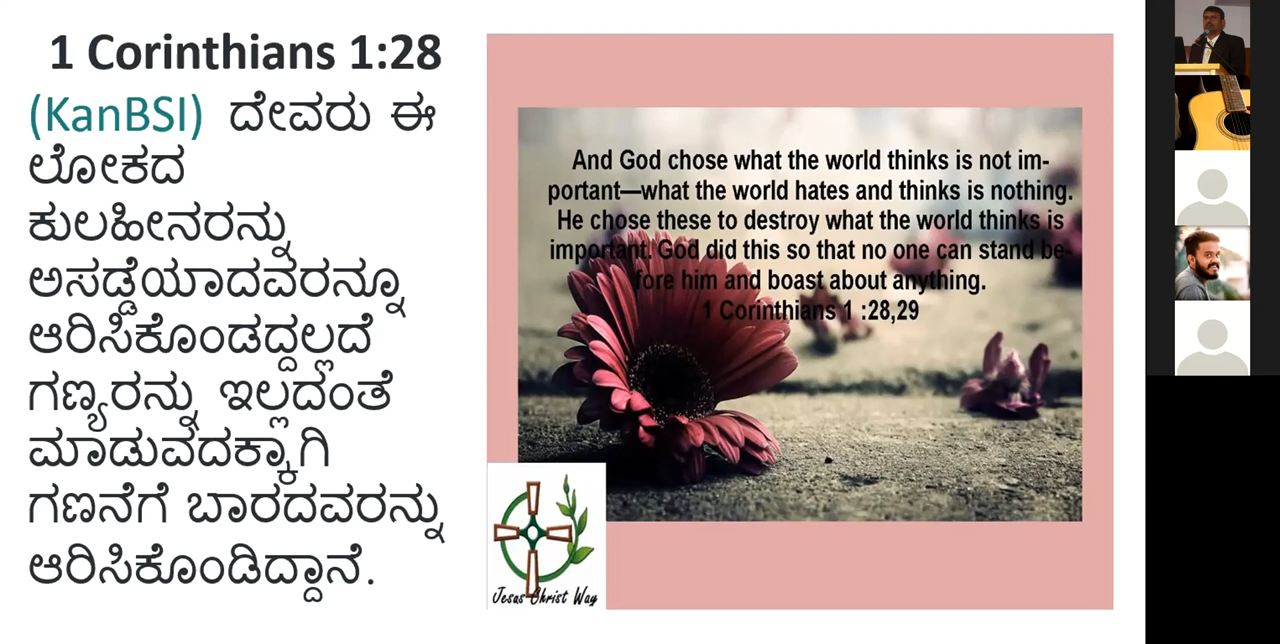 1 Corinthians 1:28
(KanBSI) ದೇವರು ಈ
ಲೋಕದ
ಕುಲಹೀನರನ್ನು
ಅಸಡ್ಡೆಯಾದವರನ್ನೂ
ಆರಿಸಿಕೊಂಡದ್ದಲ್ಲದೆ
ಗಣ್ಯರನ್ನು ಇಲ್ಲದಂತೆ
ಮಾಡುವದಕ್ಕಾಗಿ
ಗಣನೆಗೆ ಬಾರದವರನ್ನು
ಆರಿಸಿಕೊಂಡಿದ್ದಾನೆ.
And God chose what the world thinks is not im-
portant—what the world hates and thinks is nothing.
He chose these to destroy what the world thinks is
important. God did this so that no one can stand be-
fore him and boast about anything.
1 Corinthians 1 :28,29
Jesus Christ Way